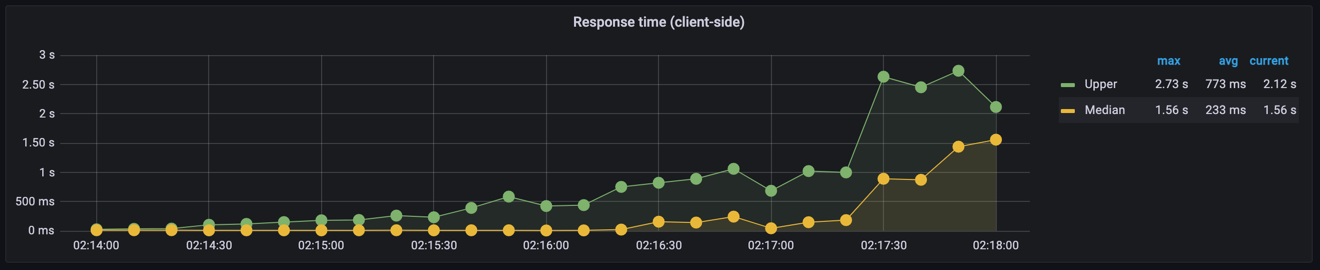 Response time (client-side)
3 s
2.50 s
2 s
1.50 s
1 s
500 ms
0 ms
02:14:00 02:14:30 02:15:00 02:15:30 02:16:00 02:16:30 02:17:00 02:17:30 02:18:00
max avg current
Upper 2.73 s 773 ms 2.12 s
Median 1.56 s 233 ms 1.56 s